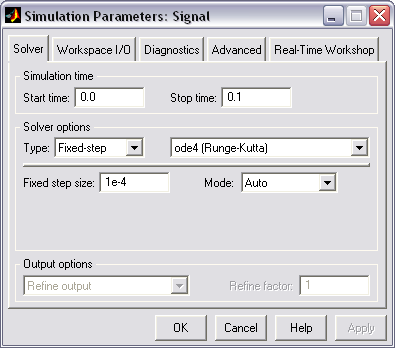 Simulation Parameters: Signal
Solver Workspace I/O Diagnostics Advanced Real-Time Workshop
Simulation time
Start time: 0.0 Stop time: 0.1
Solver options
Type: Fixed-step ode4 (Runge-Kutta)
Fixed step size: 1e-4 Mode: Auto
Output options
Refine output Refine factor: 1
OK Cancel Help Apply